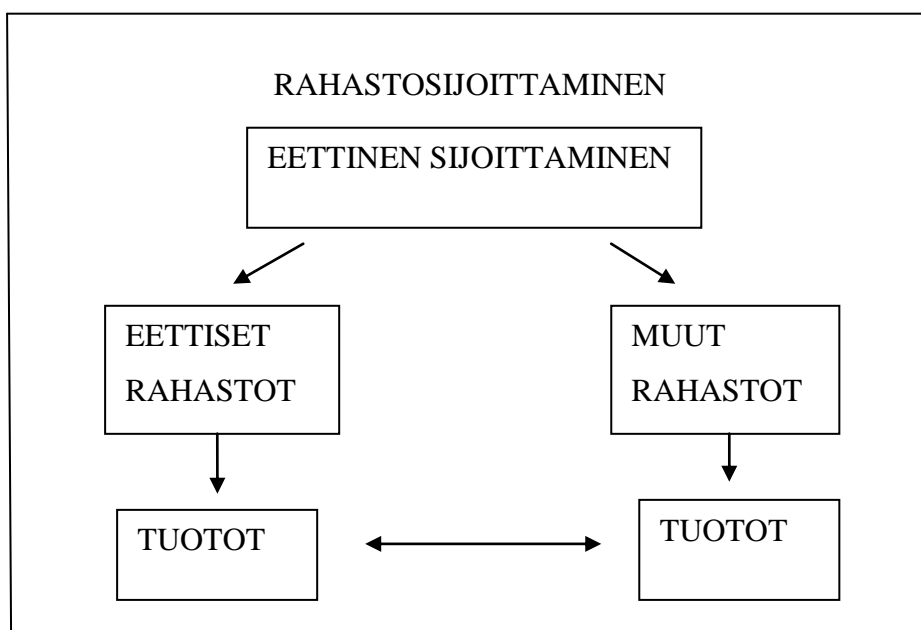 RAHASTOSIJOITTAMINEN
EETTINEN SIJOITTAMINEN
EETTISET
RAHASTOT
MUUT
RAHASTOT
TUOTOT
TUOTOT